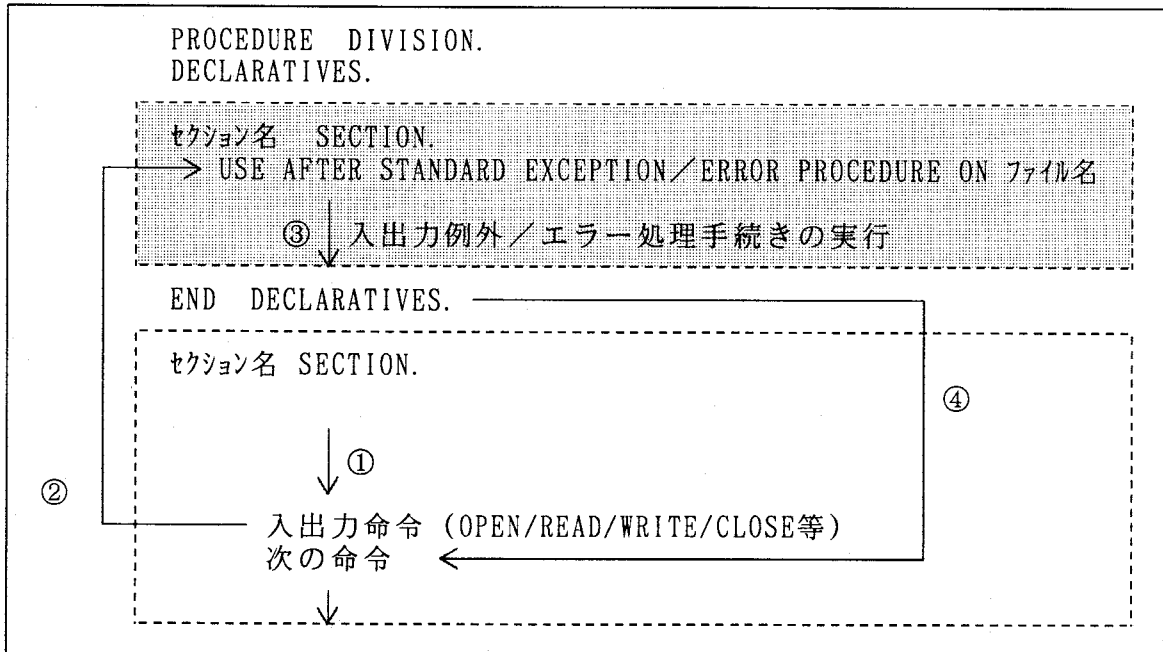 PROCEDURE DIVISION.
DECLARATIVES.
ｾｸｼｮﾝ名 SECTION.
USE AFTER STANDARD EXCEPTION／ERROR PROCEDURE ON ﾌｧｲﾙ名
③ 入出力例外／エラー処理手続きの実行
END DECLARATIVES.
ｾｸｼｮﾝ名 SECTION.
④
①
②
入出力命令 (OPEN/READ/WRITE/CLOSE等)
次の命令